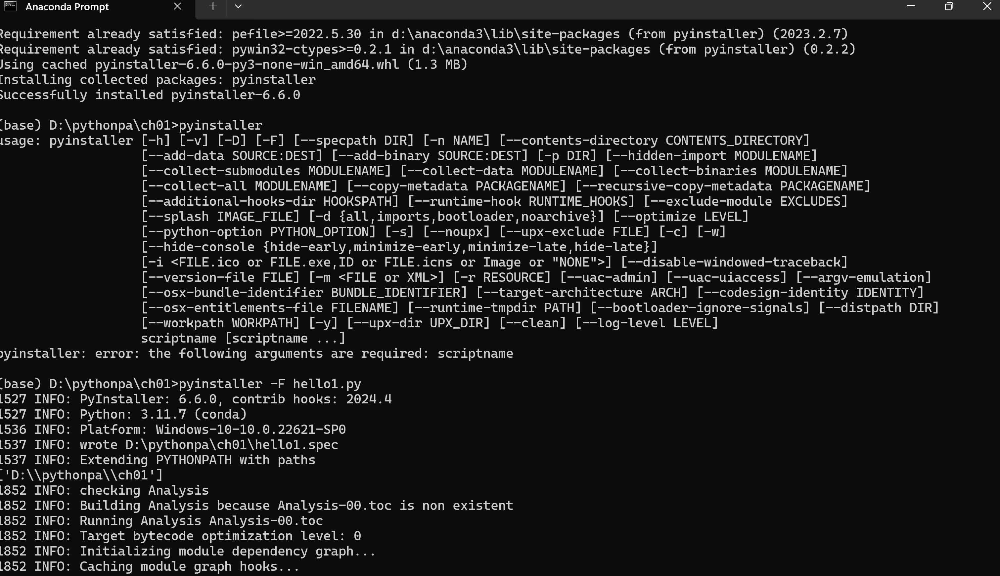 Anaconda Prompt
Requirement already satisfied: pefile>=2022.5.30 in d:\anaconda3\lib\site-packages (from pyinstaller) (2023.2.7)
Requirement already satisfied: pywin32-ctypes>=0.2.1 in d:\anaconda3\lib\site-packages (from pyinstaller) (0.2.2)
Using cached pyinstaller-6.6.0-py3-none-win_amd64.whl (1.3 MB)
Installing collected packages: pyinstaller
Successfully installed pyinstaller-6.6.0
(base) D:\pythonpa\ch01>pyinstaller
usage: pyinstaller [-h] [-v] [-D] [-F] [--specpath DIR] [-n NAME] [--contents-directory CONTENTS_DIRECTORY]
[--add-data SOURCE:DEST] [--add-binary SOURCE:DEST] [-p DIR] [--hidden-import MODULENAME]
[--collect-submodules MODULENAME] [--collect-data MODULENAME] [--collect-binaries MODULENAME]
[--collect-all MODULENAME] [--copy-metadata PACKAGENAME] [--recursive-copy-metadata PACKAGENAME]
[--additional-hooks-dir HOOKSPATH] [--runtime-hook RUNTIME_HOOKS] [--exclude-module EXCLUDES]
[--splash IMAGE_FILE] [-d {all,imports,bootloader,noarchive}] [--optimize LEVEL]
[--python-option PYTHON_OPTION] [-s] [--noupx] [--upx-exclude FILE] [-c] [-w]
[--hide-console {hide-early,minimize-early,minimize-late,hide-late}]
[-i <FILE.ico or FILE.exe,ID or FILE.icns or Image or "NONE">] [--disable-windowed-traceback]
[--version-file FILE] [-m <FILE or XML>] [-r RESOURCE] [--uac-admin] [--uac-uiaccess] [--argv-emulation]
[--osx-bundle-identifier BUNDLE_IDENTIFIER] [--target-architecture ARCH] [--codesign-identity IDENTITY]
[--osx-entitlements-file FILENAME] [--runtime-tmpdir PATH] [--bootloader-ignore-signals] [--distpath DIR]
[--workpath WORKPATH] [-y] [--upx-dir UPX_DIR] [--clean] [--log-level LEVEL]
scriptname [scriptname ...]
pyinstaller: error: the following arguments are required: scriptname
(base) D:\pythonpa\ch01>pyinstaller -F hello1.py
1527 INFO: PyInstaller: 6.6.0, contrib hooks: 2024.4
1527 INFO: Python: 3.11.7 (conda)
1536 INFO: Platform: Windows-10-10.0.22621-SP0
1537 INFO: wrote D:\pythonpa\ch01\hello1.spec
1537 INFO: Extending PYTHONPATH with paths
['D:\\pythonpa\\ch01']
1852 INFO: checking Analysis
1852 INFO: Building Analysis because Analysis-00.toc is non existent
1852 INFO: Running Analysis Analysis-00.toc
1852 INFO: Target bytecode optimization level: 0
1852 INFO: Initializing module dependency graph...
1852 INFO: Caching module graph hooks...